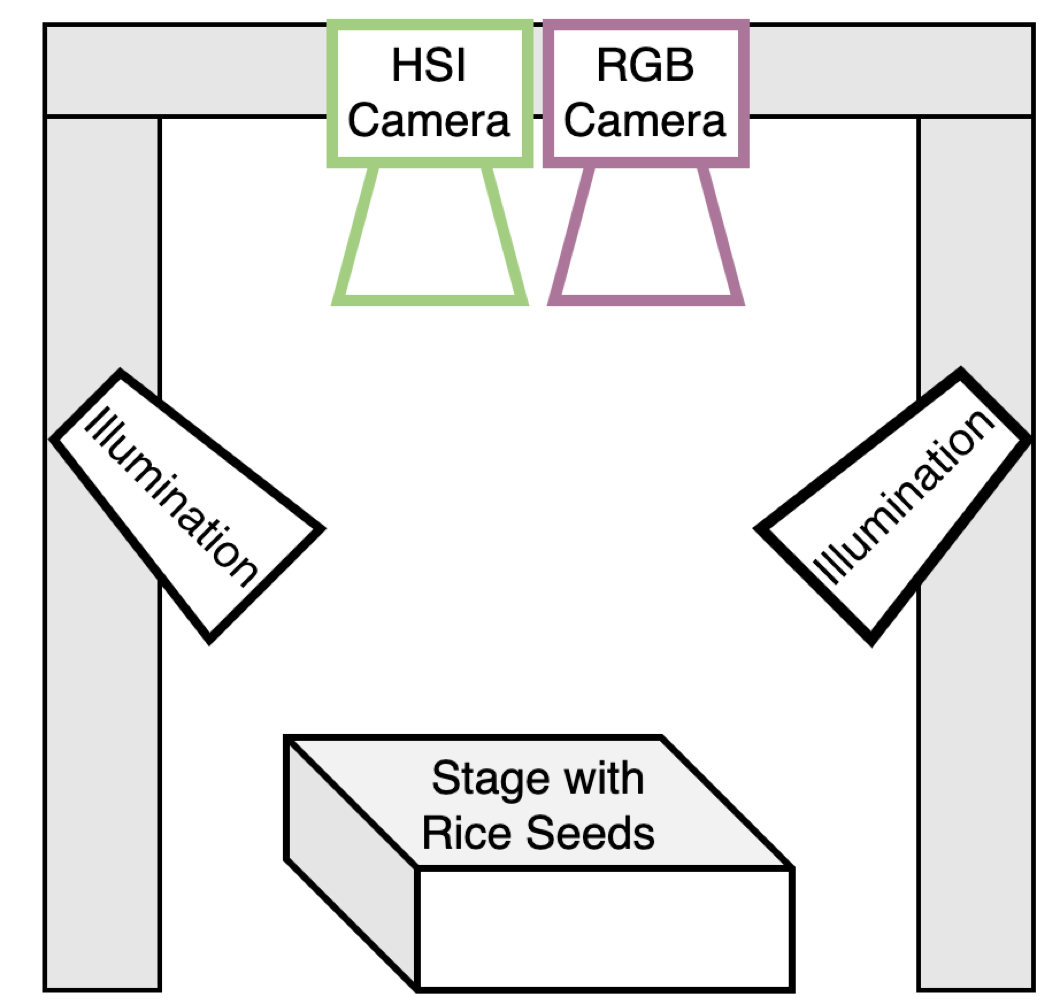 HSI
Camera
RGB
Camera
Illumination
Illumination
Stage with
Rice Seeds